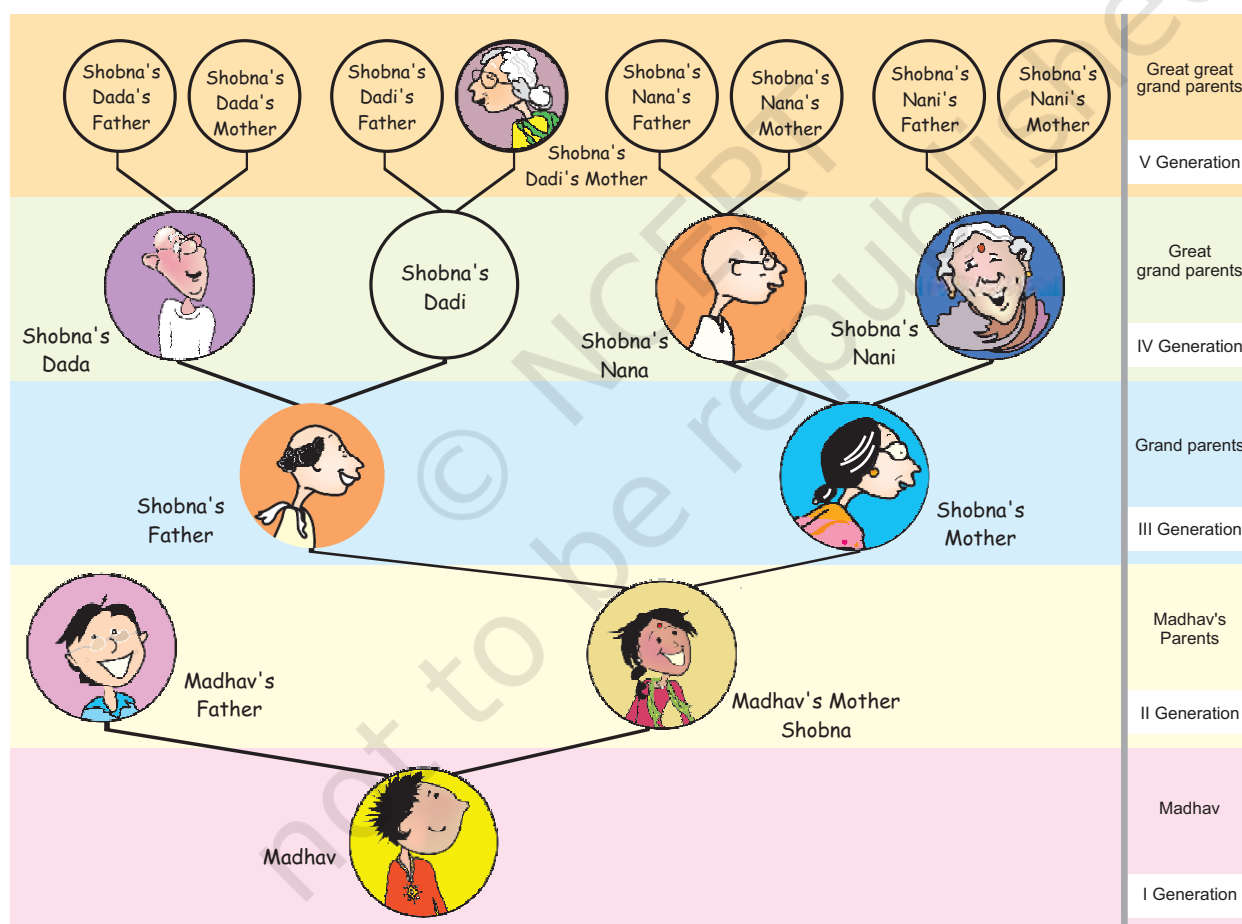 Shobna's
Dada's
Father
Shobna's
Dada's
Mother
Shobna's
Dadi's
Father
Shobna's
Dadi's Mother
Shobna's
Nana's
Father
Shobna's
Nana's
Mother
Shobna's
Nani's
Father
Shobna's
Nani's
Mother
Great great
grand parents
V Generation
Shobna's
Dada
Shobna's
Dadi
Shobna's
Nana
Shobna's
Nani
Great
grand parents
IV Generation
Shobna's
Father
Shobna's
Mother
Grand parents
III Generation
Madhav's
Father
Madhav's Mother
Shobna
Madhav's
Parents
II Generation
Madhav
Madhav
I Generation
© NCERT
not to be republished